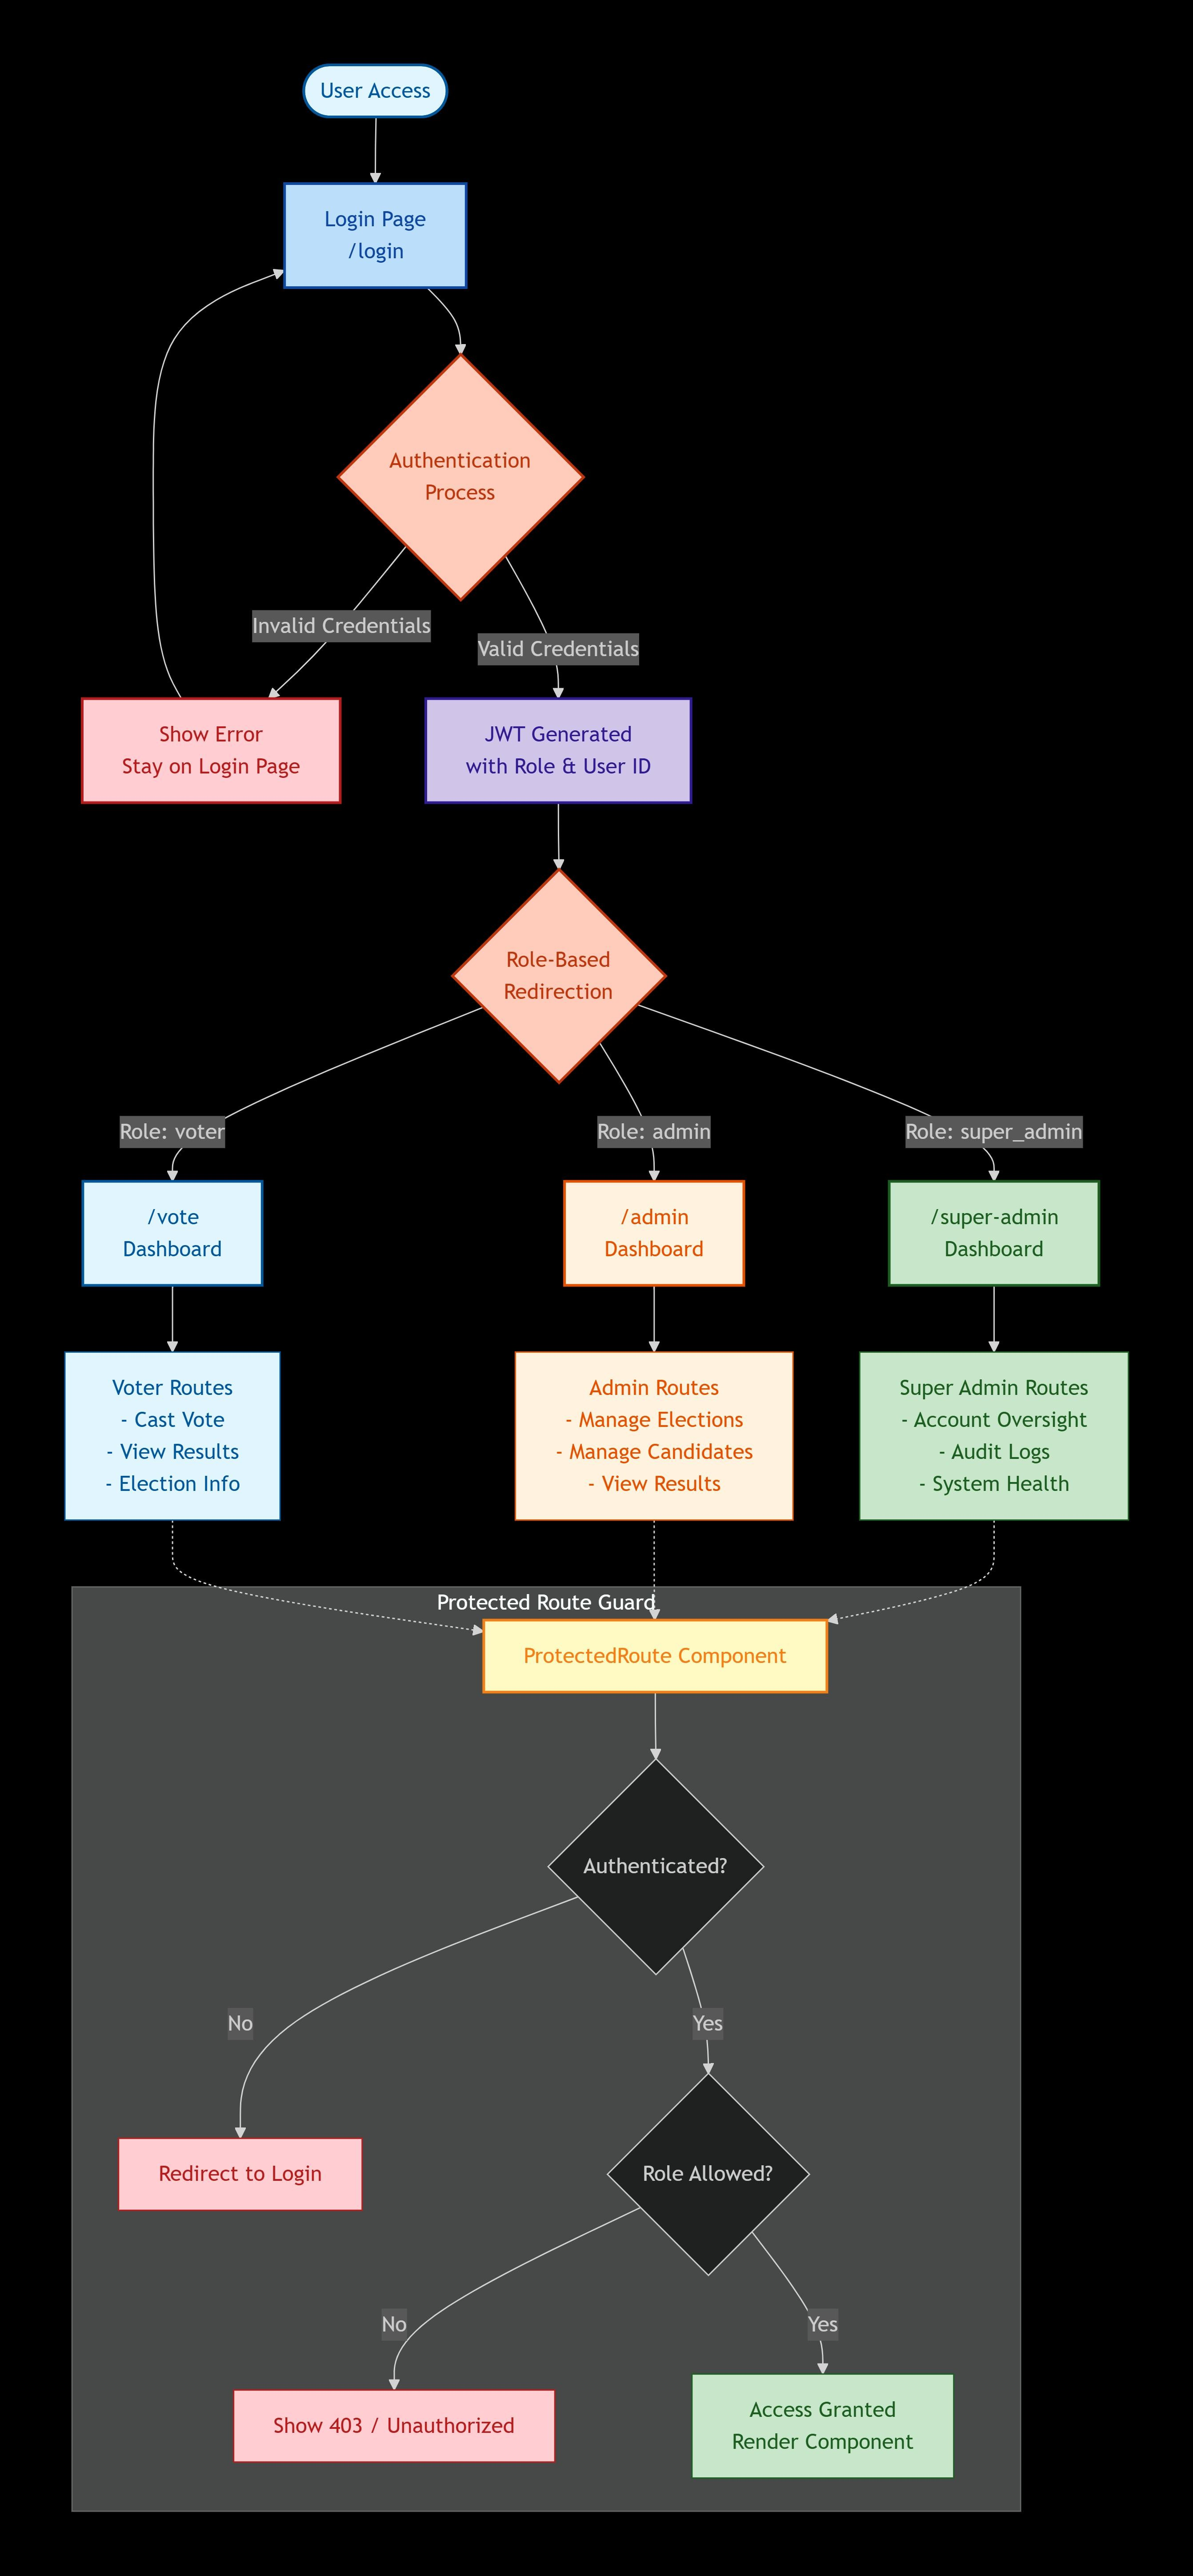 User Access
Login Page
/login
Authentication
Process
Invalid Credentials
Valid Credentials
Show Error
Stay on Login Page
JWT Generated
with Role & User ID
Role-Based
Redirection
Role: voter
Role: admin
Role: super_admin
/vote
Dashboard
/admin
Dashboard
/super-admin
Dashboard
Voter Routes
- Cast Vote
- View Results
- Election Info
Admin Routes
- Manage Elections
- Manage Candidates
- View Results
Super Admin Routes
- Account Oversight
- Audit Logs
- System Health
Protected Route Guard
ProtectedRoute Component
Authenticated?
No
Yes
Redirect to Login
Role Allowed?
No
Yes
Show 403 / Unauthorized
Access Granted
Render Component